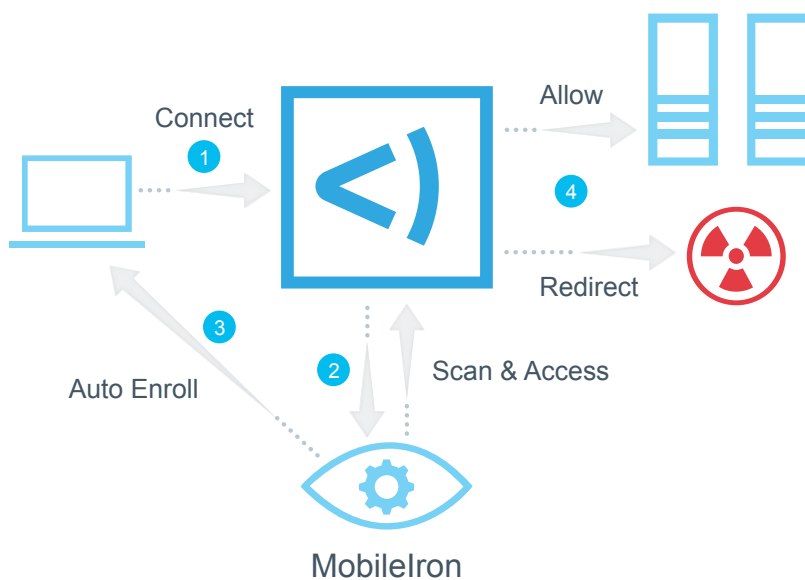 Connect
1
Allow
4
Redirect
3
Auto Enroll
2
Scan & Access
MobileIron